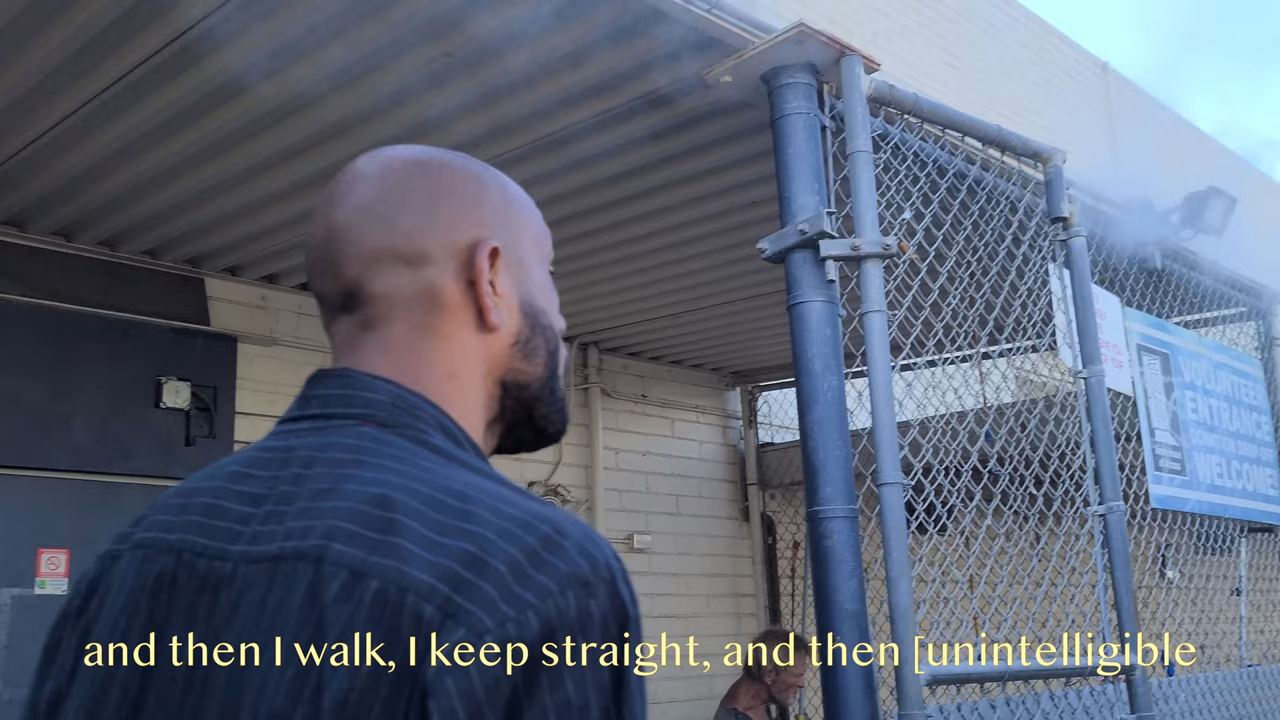 VOLUNTEER
ENTRANCE
WELCOME
and then I walk, I keep straight, and then [unintelligible